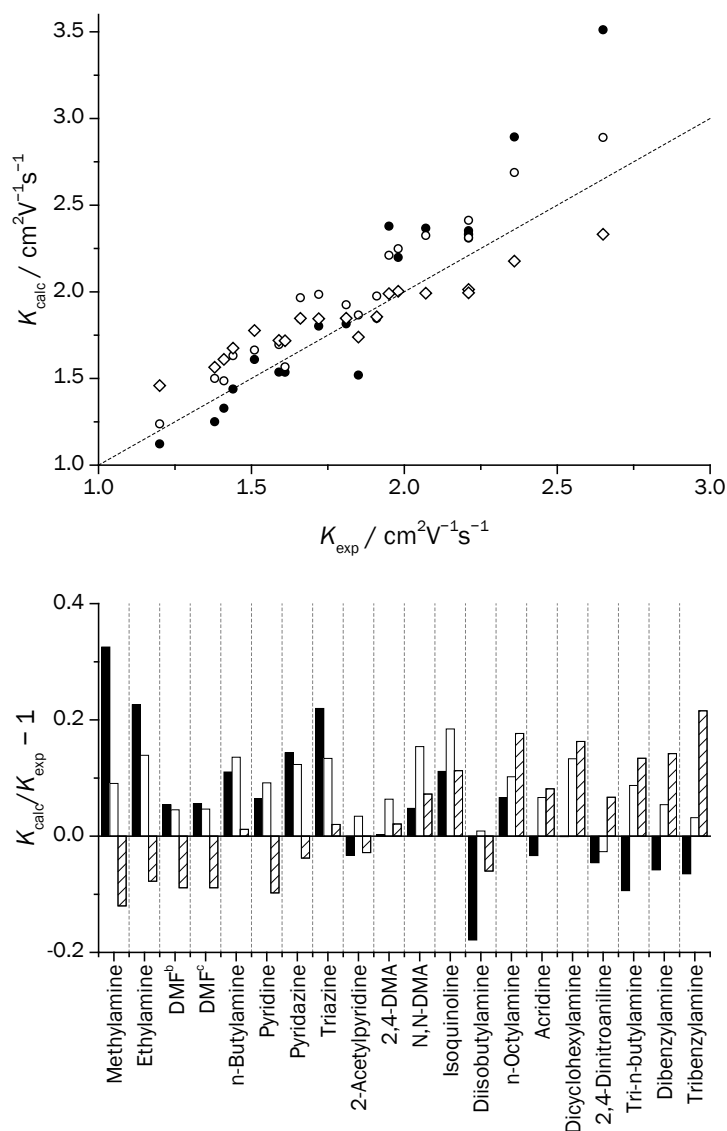 3.5
3.0
2.5
2.0
1.5
1.0
K_calc / cm²V⁻¹s⁻¹
1.0 1.5 2.0 2.5 3.0
K_exp / cm²V⁻¹s⁻¹
0.4
0.2
0.0
-0.2
K_calc/K_exp – 1
Methylamine
Ethylamine
DMFᵇ
DMFᶜ
n-Butylamine
Pyridine
Pyridazine
Triazine
2-Acetylpyridine
2,4-DMA
N,N-DMA
Isoquinoline
Diisobutylamine
n-Octylamine
Acridine
Dicyclohexylamine
2,4-Dinitroaniline
Tri-n-butylamine
Dibenzylamine
Tribenzylamine